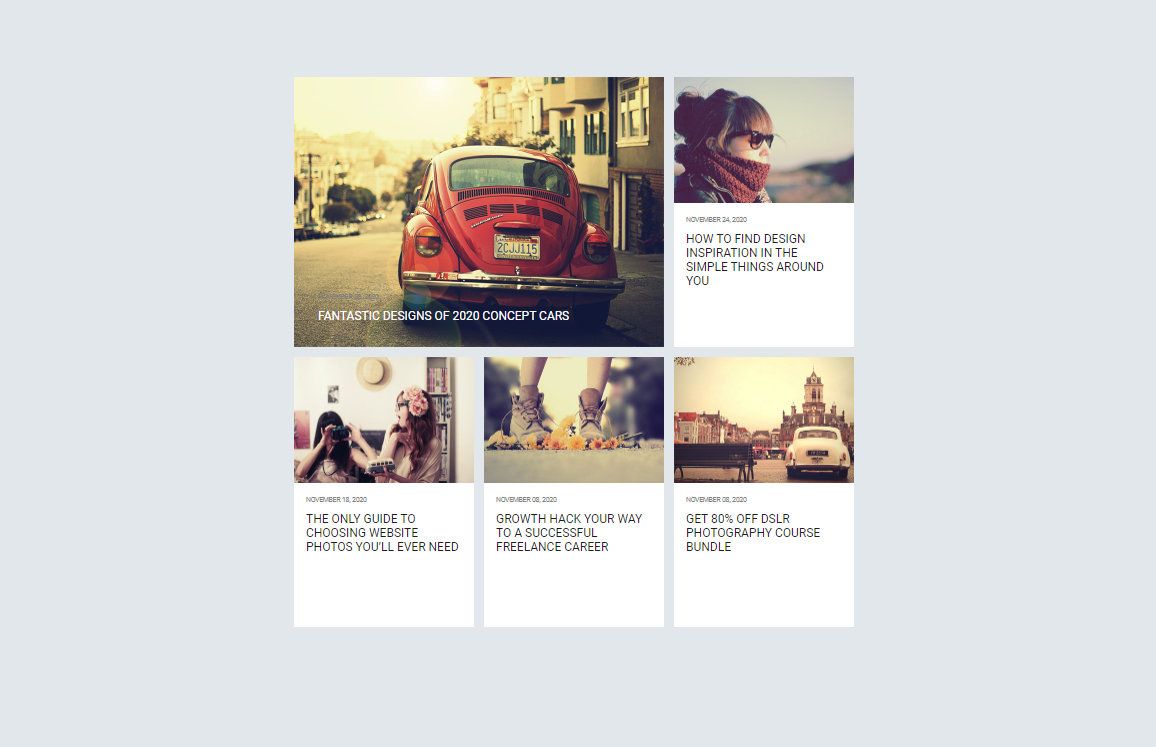 FANTASTIC DESIGNS OF 2020 CONCEPT CARS
2CJJ115
NOVEMBER 24, 2020
HOW TO FIND DESIGN
INSPIRATION IN THE
SIMPLE THINGS AROUND
YOU
NOVEMBER 18, 2020
THE ONLY GUIDE TO
CHOOSING WEBSITE
PHOTOS YOU'LL EVER NEED
NOVEMBER 08, 2020
GROWTH HACK YOUR WAY
TO A SUCCESSFUL
FREELANCE CAREER
NOVEMBER 08, 2020
GET 80% OFF DSLR
PHOTOGRAPHY COURSE
BUNDLE